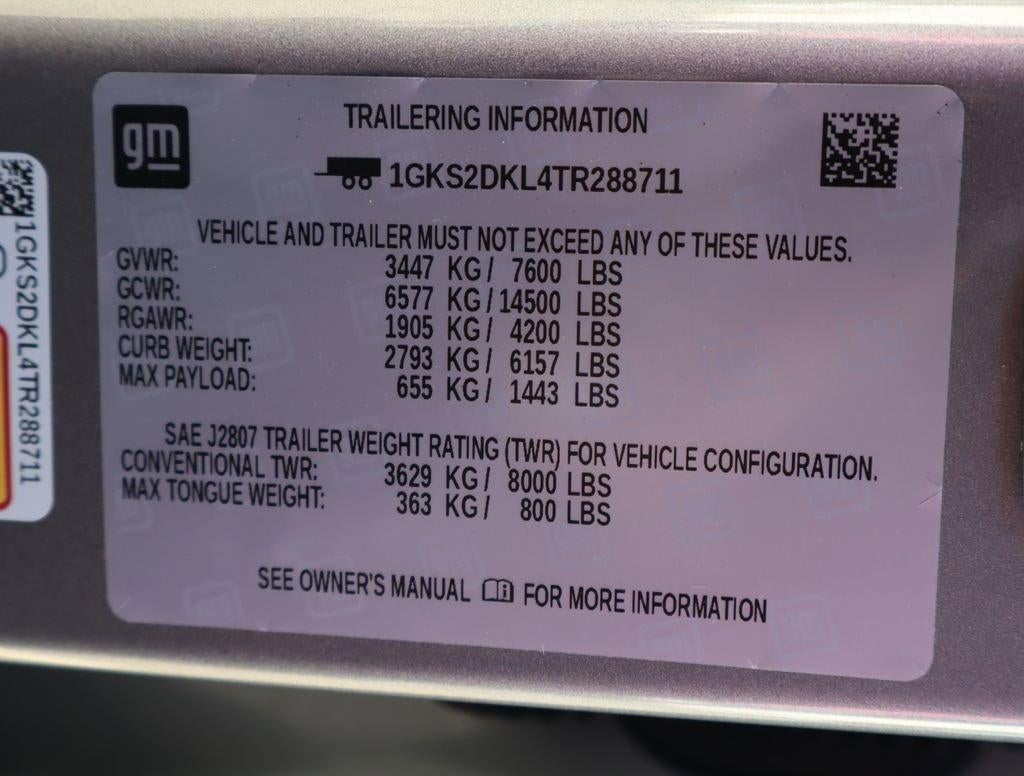 gm
TRAILERING INFORMATION
1GKS2DKL4TR288711
VEHICLE AND TRAILER MUST NOT EXCEED ANY OF THESE VALUES.
GVWR: 3447 KG/ 7600 LBS
GCWR: 6577 KG/14500 LBS
RGAWR: 1905 KG/ 4200 LBS
CURB WEIGHT: 2793 KG/ 6157 LBS
MAX PAYLOAD: 655 KG/ 1443 LBS
SAE J2807 TRAILER WEIGHT RATING (TWR) FOR VEHICLE CONFIGURATION.
CONVENTIONAL TWR: 3629 KG/ 8000 LBS
MAX TONGUE WEIGHT: 363 KG/ 800 LBS
SEE OWNER'S MANUAL FOR MORE INFORMATION
1GKS2DKL4TR288711